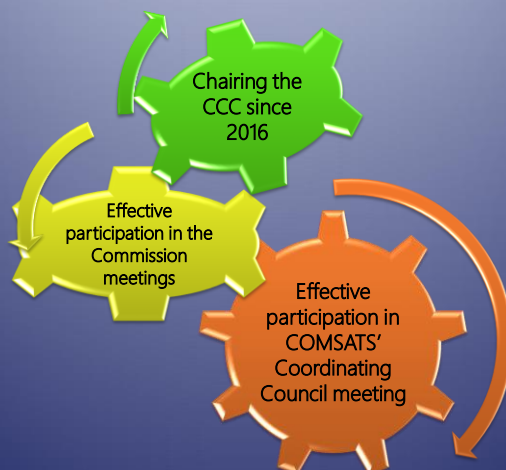 Chairing the
CCC since
2016
Effective
participation in the
Commission
meetings
Effective
participation in
COMSATS’
Coordinating
Council meeting